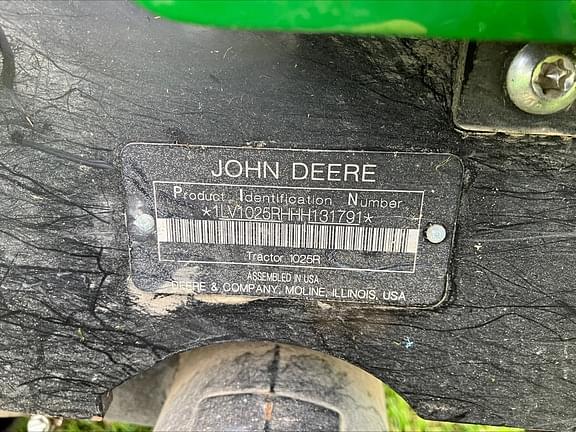 JOHN DEERE
Product Identification Number
*1LV1025RHHH131791*
Tractor 1025R
ASSEMBLED IN USA
DEERE & COMPANY, MOLINE, ILLINOIS, USA